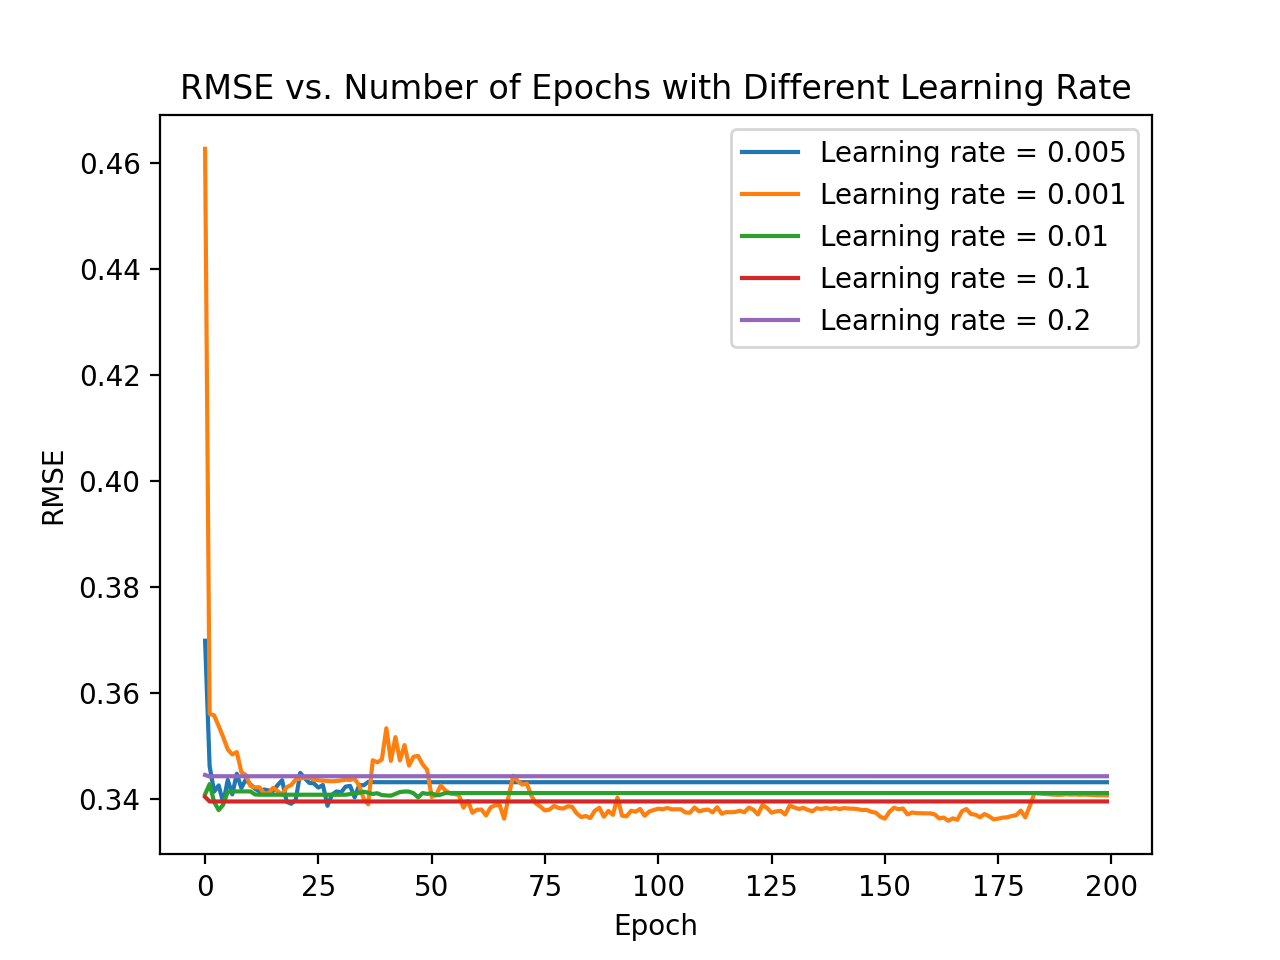 RMSE vs. Number of Epochs with Different Learning Rate
Learning rate = 0.005
Learning rate = 0.001
Learning rate = 0.01
Learning rate = 0.1
Learning rate = 0.2
0.46
0.44
0.42
0.40
0.38
0.36
0.34
RMSE
0 25 50 75 100 125 150 175 200
Epoch